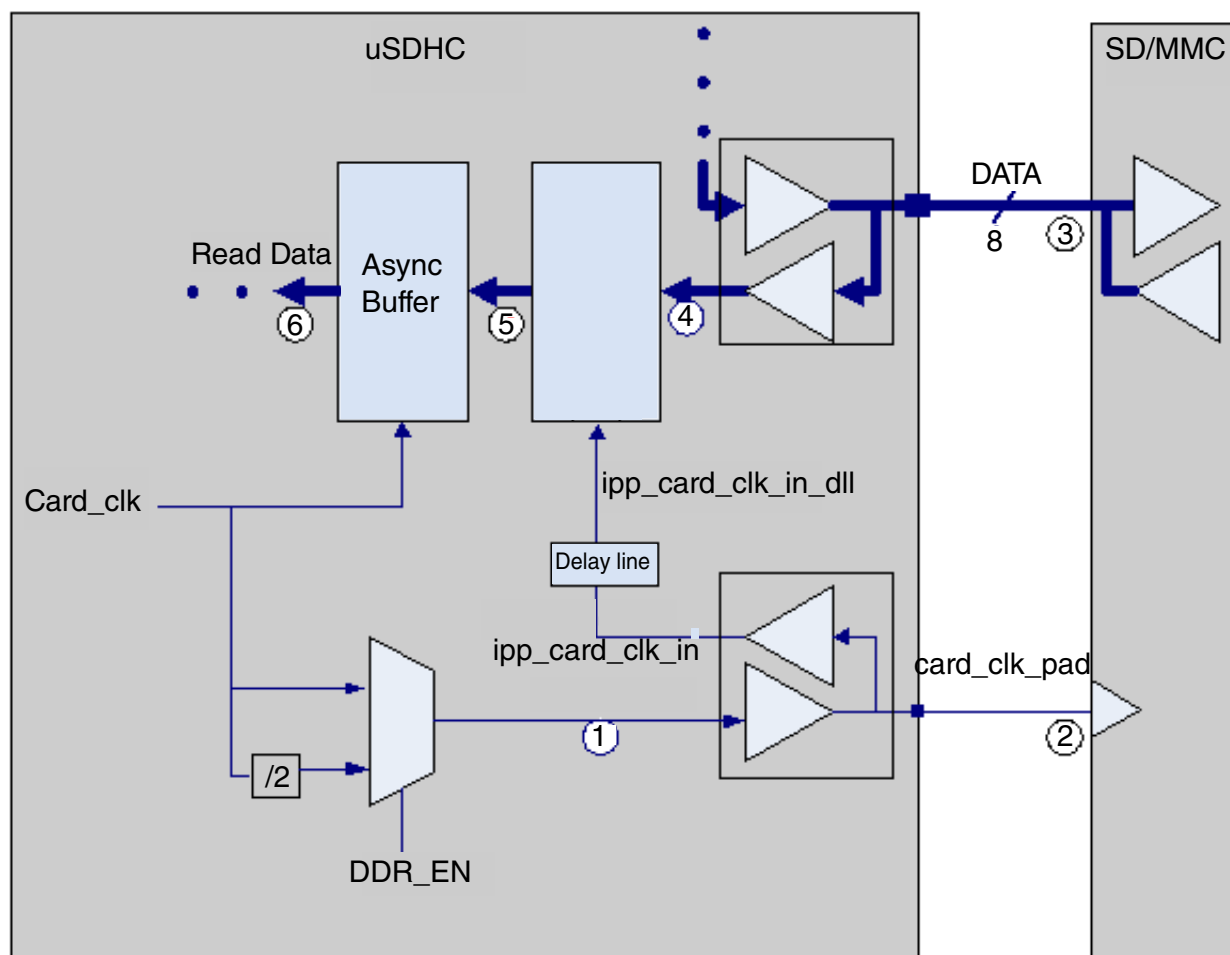 uSDHC
SD/MMC
DATA
8
3
Read Data
Async
Buffer
6
5
4
Card_clk
ipp_card_clk_in_dll
Delay line
ipp_card_clk_in
card_clk_pad
1
2
/2
DDR_EN